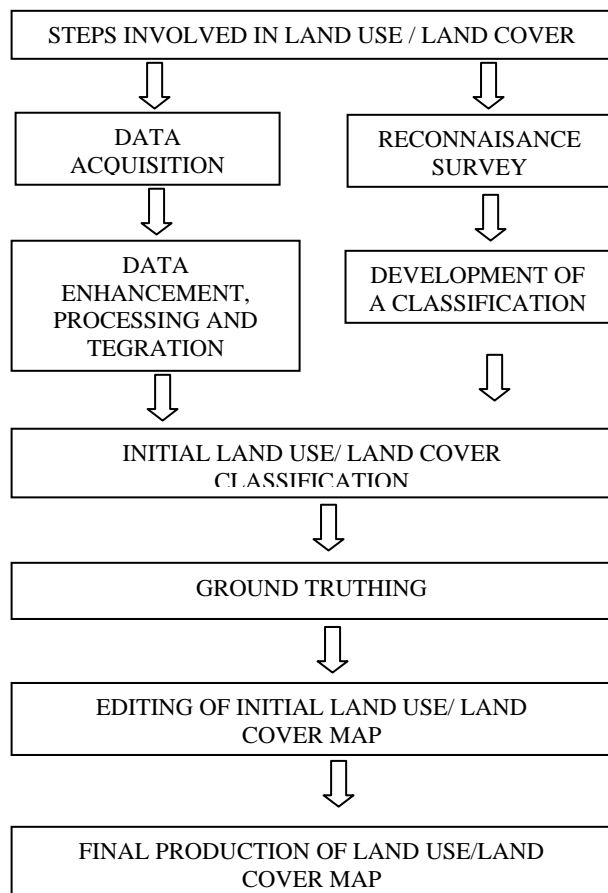 STEPS INVOLVED IN LAND USE / LAND COVER
DATA
ACQUISITION
RECONNAISANCE
SURVEY
DATA
ENHANCEMENT,
PROCESSING AND
TEGRATION
DEVELOPMENT OF
A CLASSIFICATION
INITIAL LAND USE/ LAND COVER
CLASSIFICATION
GROUND TRUTHING
EDITING OF INITIAL LAND USE/ LAND
COVER MAP
FINAL PRODUCTION OF LAND USE/LAND
COVER MAP